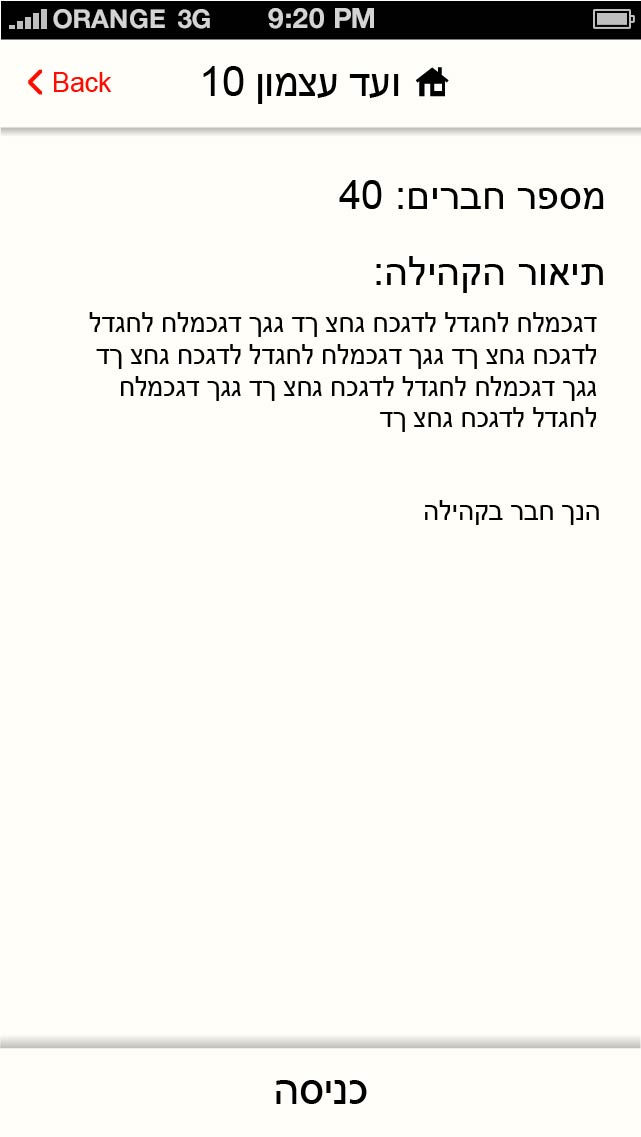 ORANGE 3G 9:20 PM
Back ועד עצמון 10
מספר חברים: 40
תיאור הקהילה:
דגכמלח לחגדל לדגכח גחצ ךד גגך דגכמלח לחגדל
לדגכח גחצ ךד גגך דגכמלח לחגדל לדגכח גחצ ךד
גגך דגכמלח לחגדל לדגכח גחצ ךד גגך דגכמלח
לחגדל לדגכח גחצ ךד
הנך חבר בקהילה
כניסה